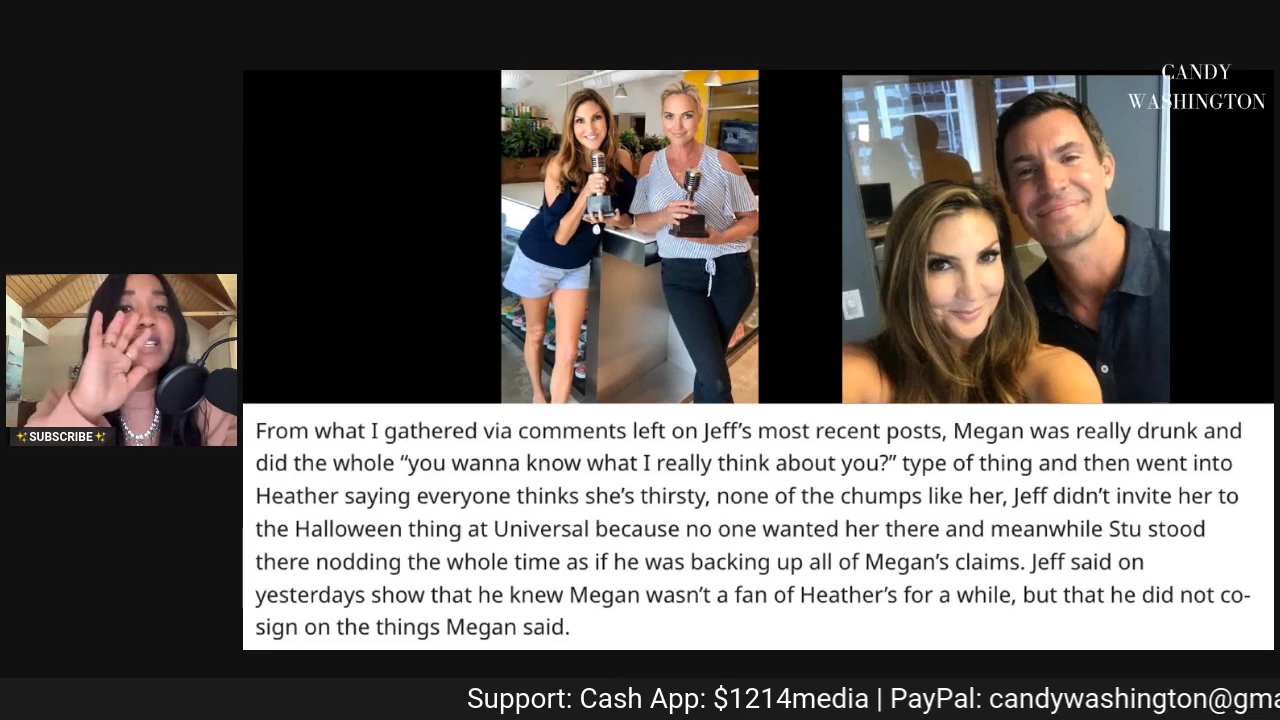 CANDY
WASHINGTON
✨SUBSCRIBE✨
From what I gathered via comments left on Jeff’s most recent posts, Megan was really drunk and
did the whole “you wanna know what I really think about you?” type of thing and then went into
Heather saying everyone thinks she’s thirsty, none of the chumps like her, Jeff didn’t invite her to
the Halloween thing at Universal because no one wanted her there and meanwhile Stu stood
there nodding the whole time as if he was backing up all of Megan’s claims. Jeff said on
yesterdays show that he knew Megan wasn’t a fan of Heather’s for a while, but that he did not co-
sign on the things Megan said.
Support: Cash App: $1214media | PayPal: candywashington@gma